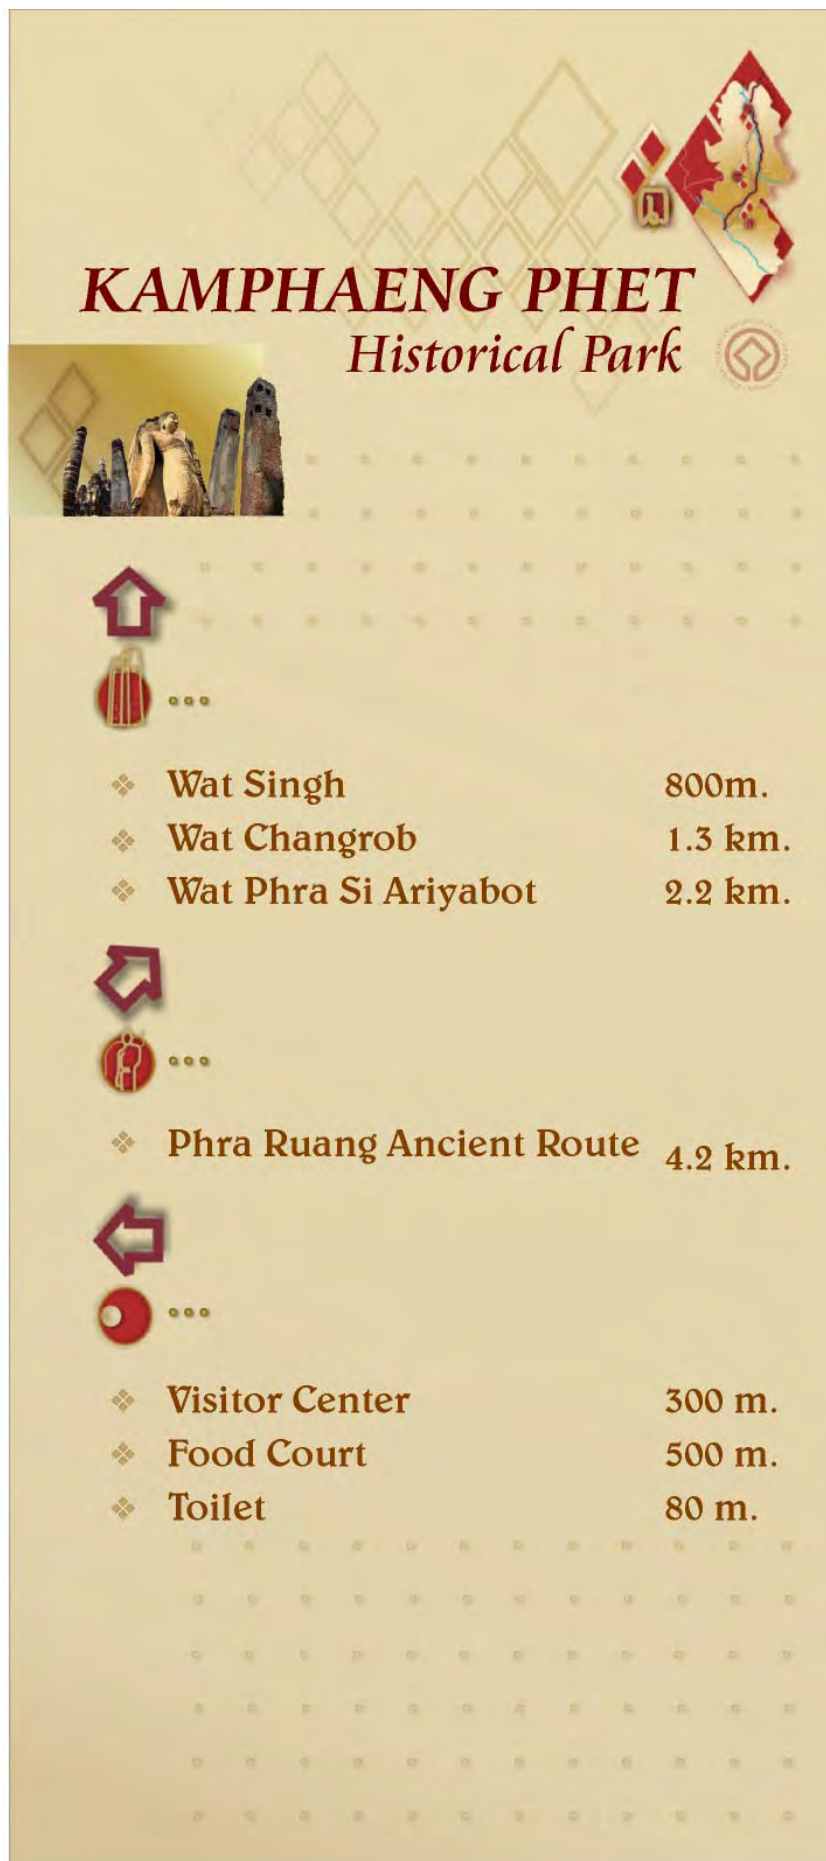 KAMPHAENG PHET
Historical Park
Wat Singh 800m.
Wat Changrob 1.3 km.
Wat Phra Si Ariyabot 2.2 km.
Phra Ruang Ancient Route 4.2 km.
Visitor Center 300 m.
Food Court 500 m.
Toilet 80 m.